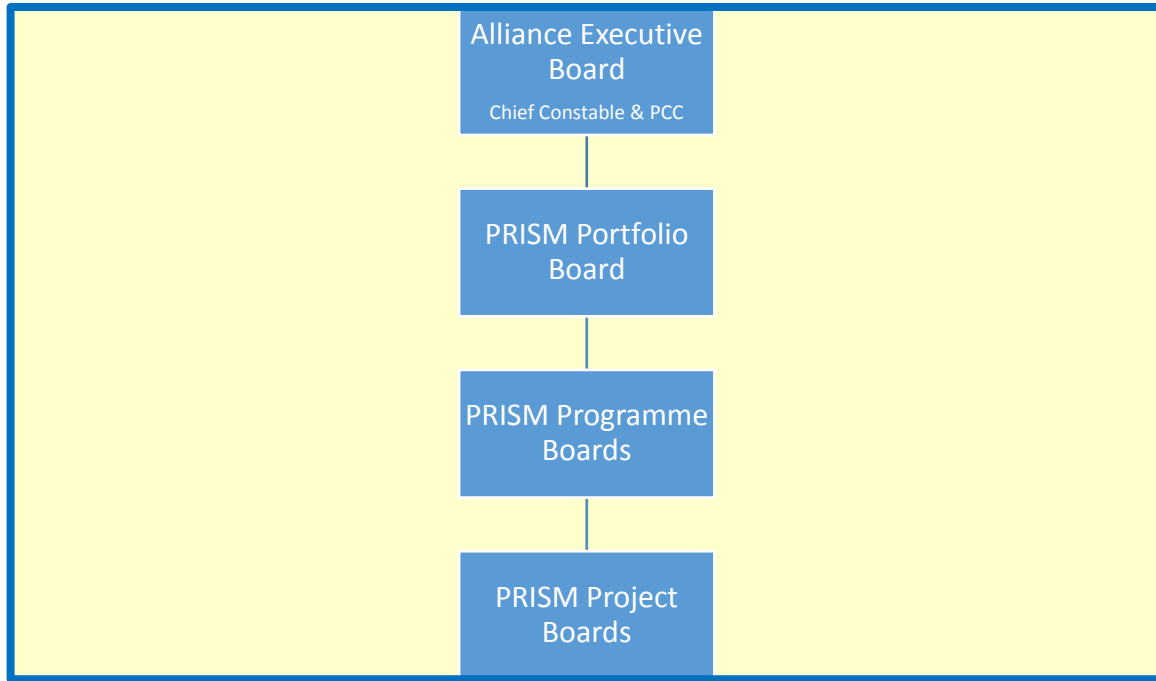 Alliance Executive
Board
Chief Constable & PCC
PRISM Portfolio
Board
PRISM Programme
Boards
PRISM Project
Boards